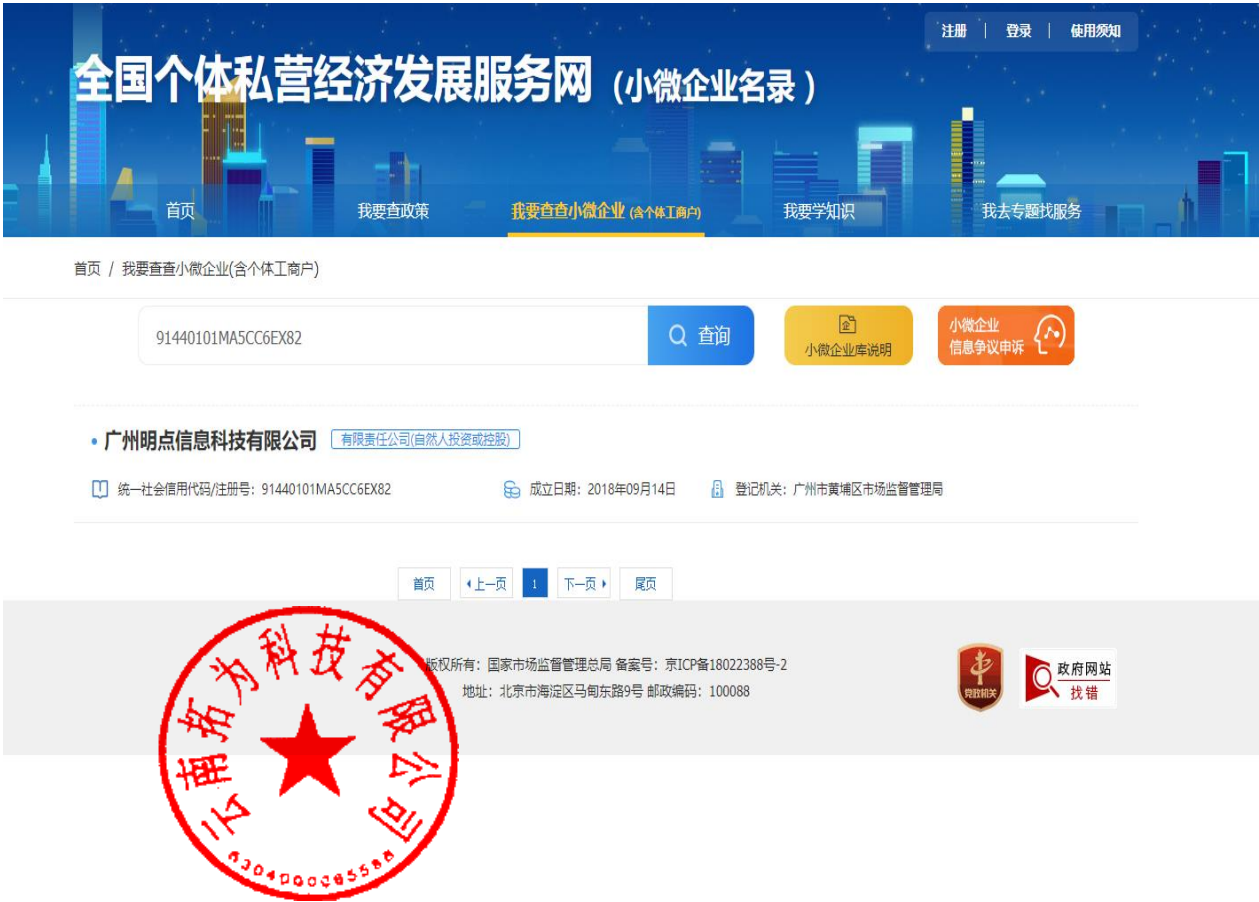 注册 | 登录 | 使用须知
全国个体私营经济发展服务网 (小微企业名录)
首页 我要查政策 我要查查小微企业 (含个体工商户) 我要学知识 我去专题找服务
首页 / 我要查查小微企业(含个体工商户)
91440101MA5CC6EX82 查询
小微企业库说明
小微企业
信息争议申诉
广州明点信息科技有限公司 有限责任公司(自然人投资或控股)
统一社会信用代码/注册号：91440101MA5CC6EX82 成立日期：2018年09月14日 登记机关：广州市黄埔区市场监督管理局
首页 上一页 1 下一页 尾页
版权所有：国家市场监督管理总局 备案号：京ICP备18022388号-2
地址：北京市海淀区马甸东路9号 邮政编码：100088
党政机关
政府网站
找错
云南拓为科技有限公司